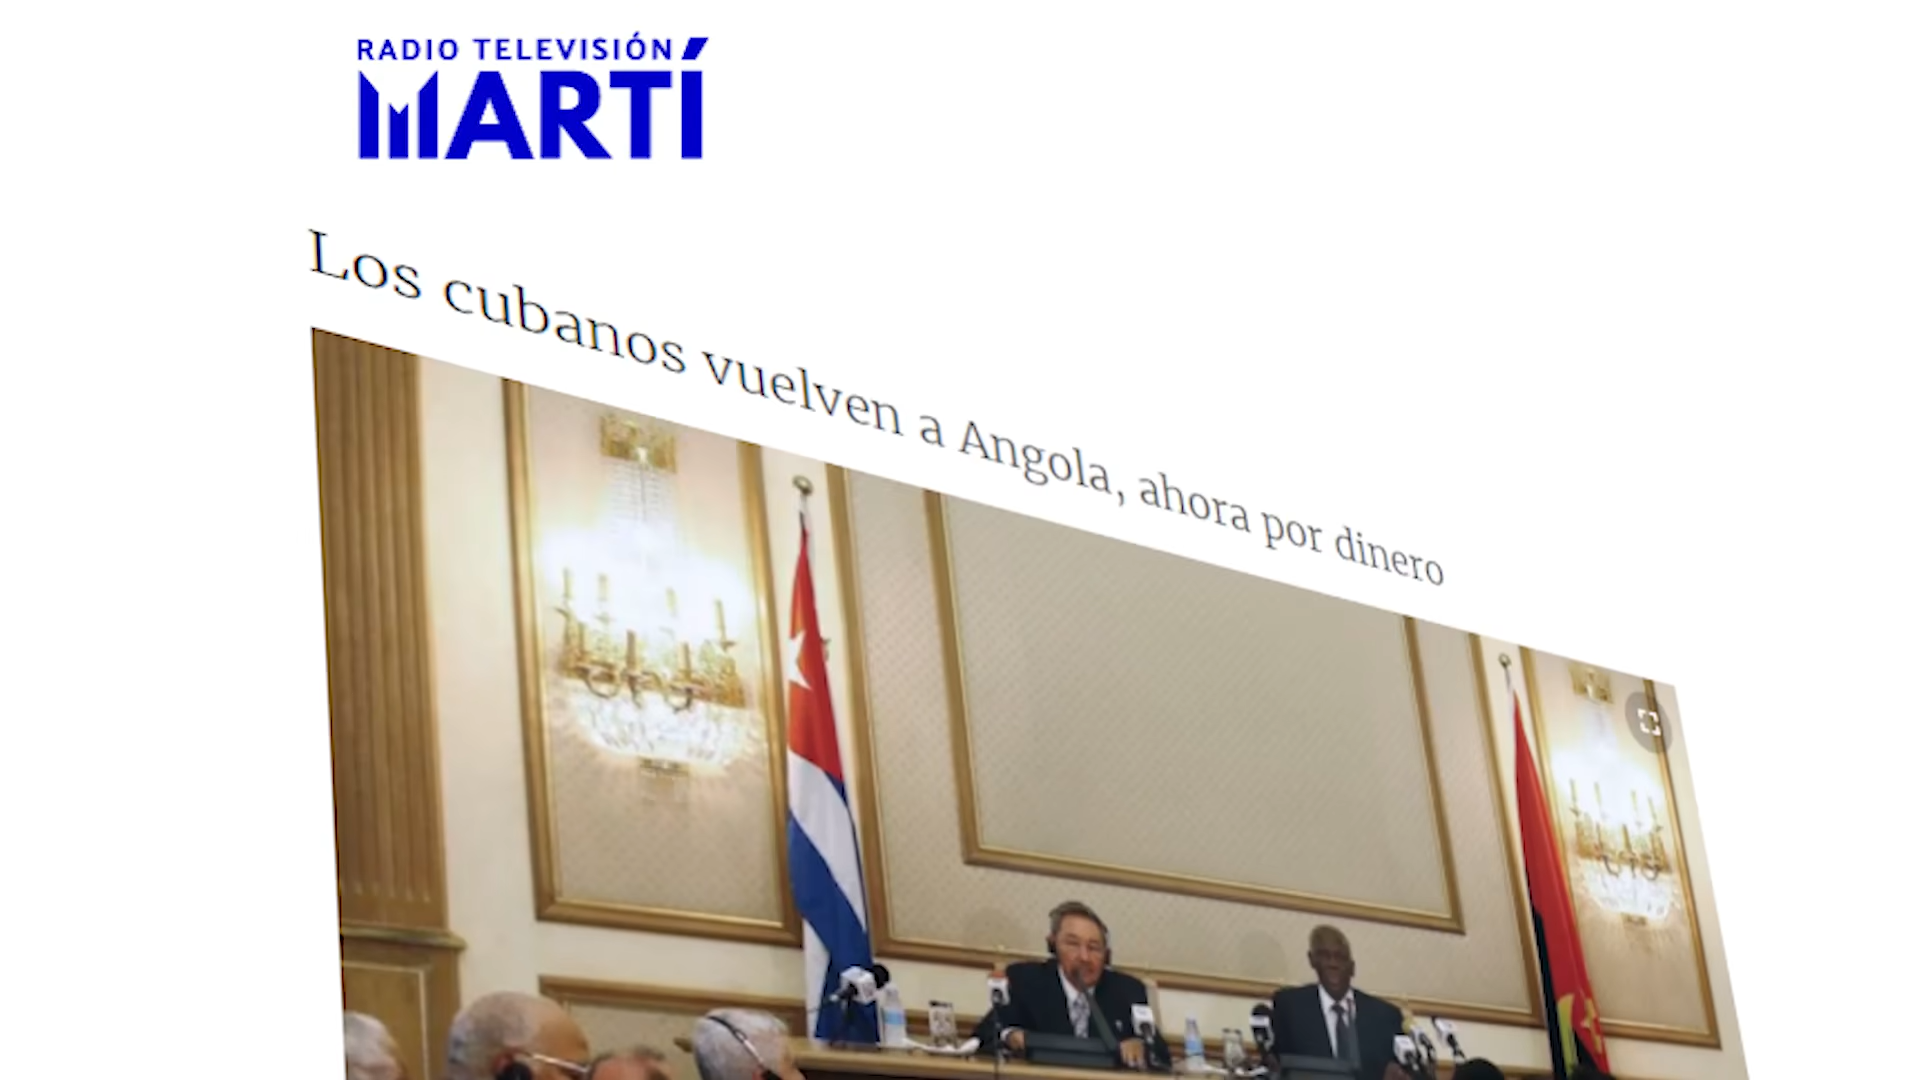 RADIO TELEVISIÓN
MARTÍ
Los cubanos vuelven a Angola, ahora por dinero